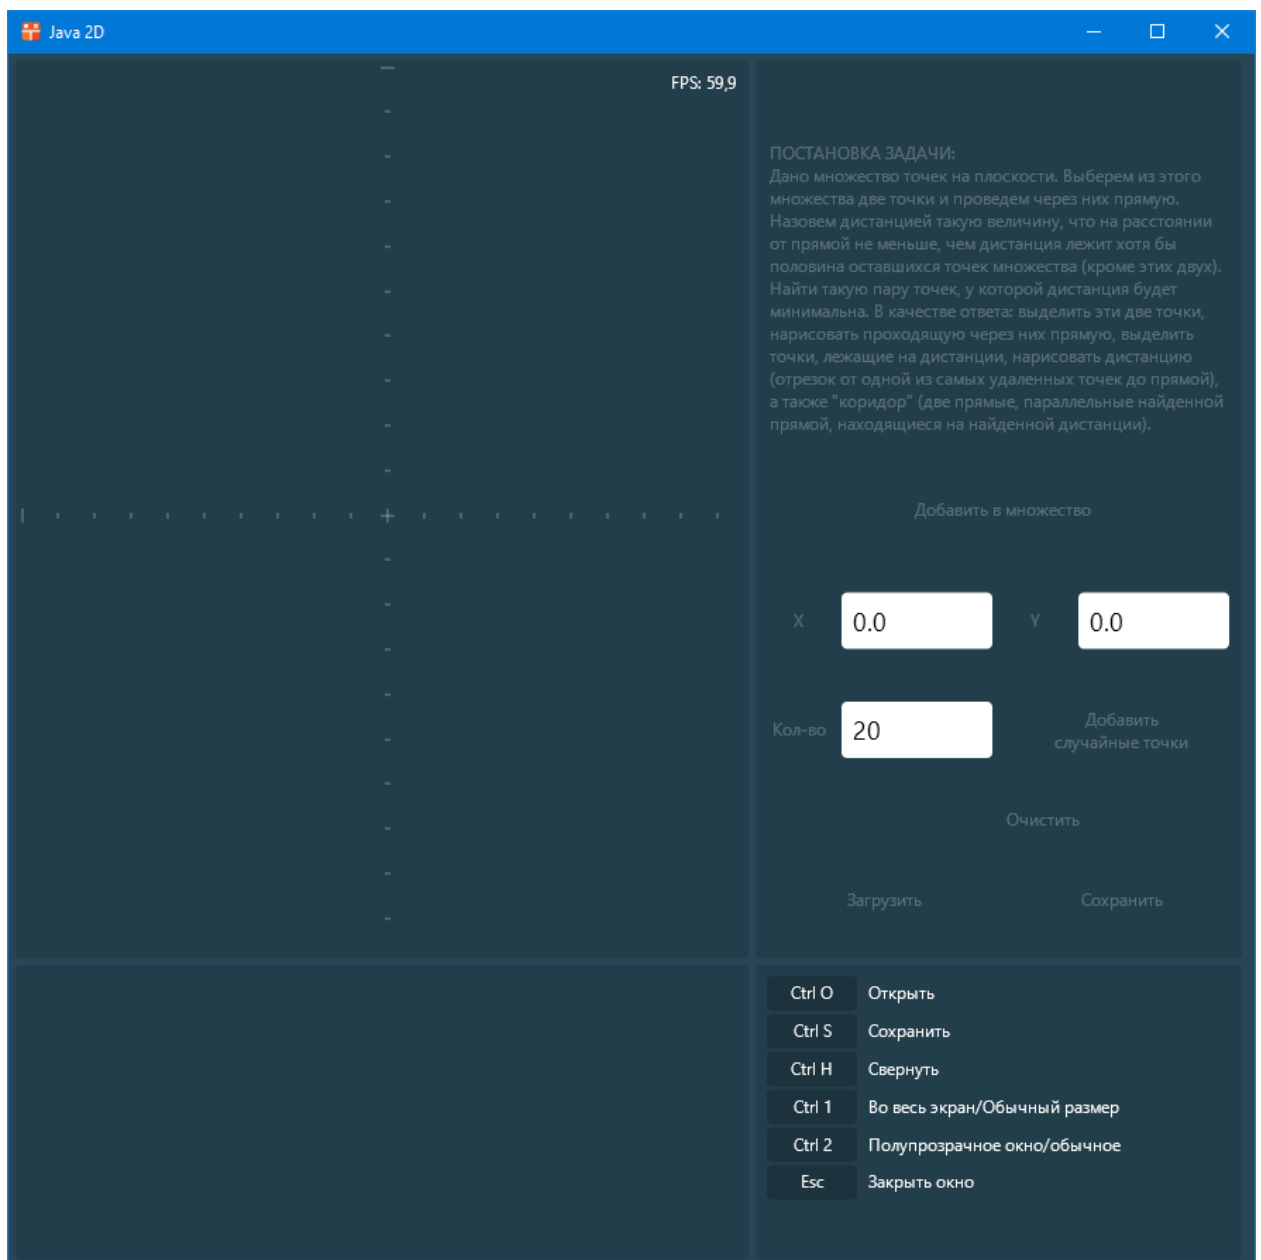 Java 2D
FPS: 59,9
ПОСТАНОВКА ЗАДАЧИ:
Дано множество точек на плоскости. Выберем из этого
множества две точки и проведем через них прямую.
Назовем дистанцией такую величину, что на расстоянии
от прямой не меньше, чем дистанция лежит хотя бы
половина оставшихся точек множества (кроме этих двух).
Найти такую пару точек, у которой дистанция будет
минимальна. В качестве ответа: выделить эти две точки,
нарисовать проходящую через них прямую, выделить
точки, лежащие на дистанции, нарисовать дистанцию
(отрезок от одной из самых удаленных точек до прямой),
а также "коридор" (две прямые, параллельные найденной
прямой, находящиеся на найденной дистанции).
Добавить в множество
X 0.0 Y 0.0
Кол-во 20 Добавить
случайные точки
Очистить
Загрузить Сохранить
Ctrl O Открыть
Ctrl S Сохранить
Ctrl H Свернуть
Ctrl 1 Во весь экран/Обычный размер
Ctrl 2 Полупрозрачное окно/обычное
Esc Закрыть окно